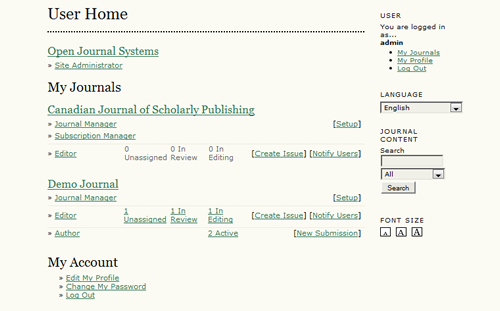 User Home
Open Journal Systems
» Site Administrator
My Journals
Canadian Journal of Scholarly Publishing
» Journal Manager [Setup]
» Subscription Manager
» Editor 0 Unassigned 0 In Review 0 In Editing [Create Issue] [Notify Users]
Demo Journal
» Journal Manager [Setup]
» Editor 1 Unassigned 1 In Review 1 In Editing [Create Issue] [Notify Users]
» Author 2 Active [New Submission]
My Account
» Edit My Profile
» Change My Password
» Log Out
USER
You are logged in
as...
admin
• My Journals
• My Profile
• Log Out
LANGUAGE
English
JOURNAL
CONTENT
Search
All
Search
FONT SIZE
A A A